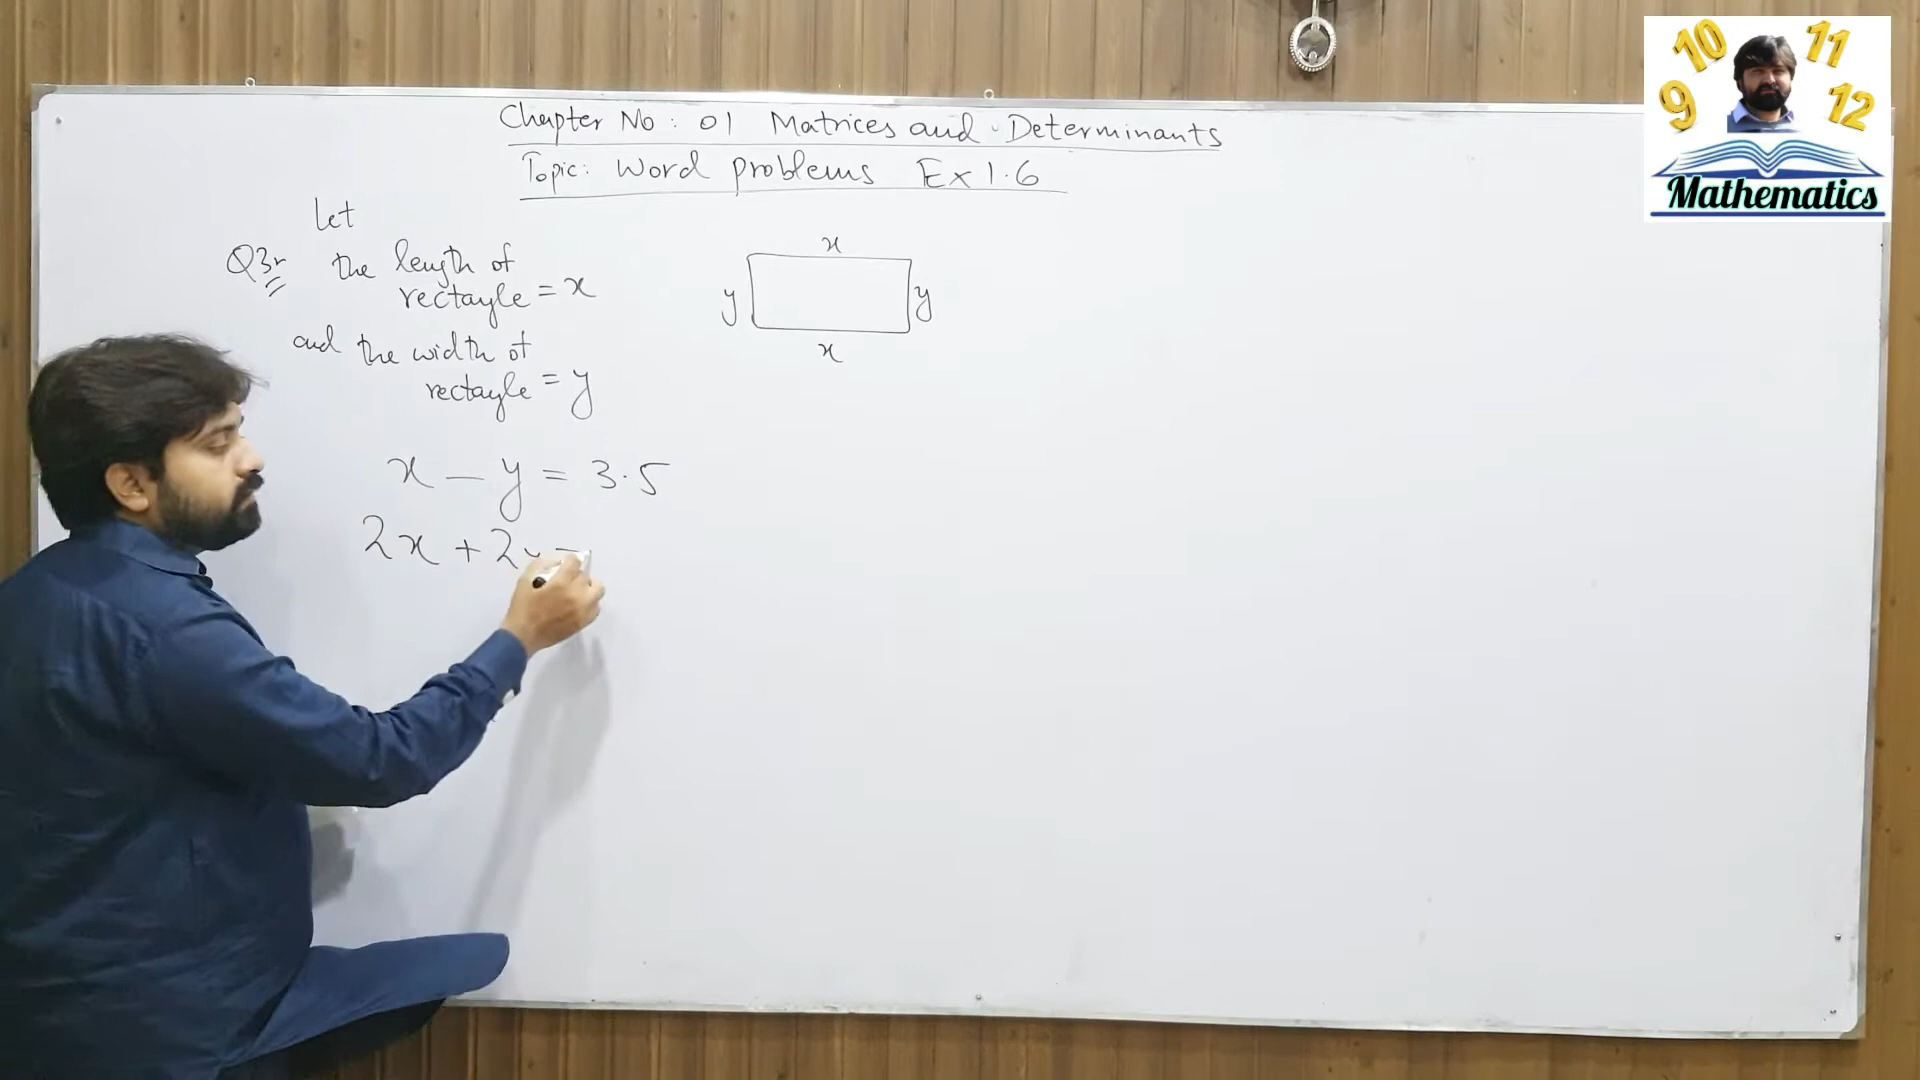 Chapter No: 01 Matrices and Determinants
Topic: Word problems Ex 1.6
Let
Q3
the length of
rectangle = x
and the width of
rectangle = y
x
y
y
x
x - y = 3.5
2x + 2y =
9
10
11
12
Mathematics